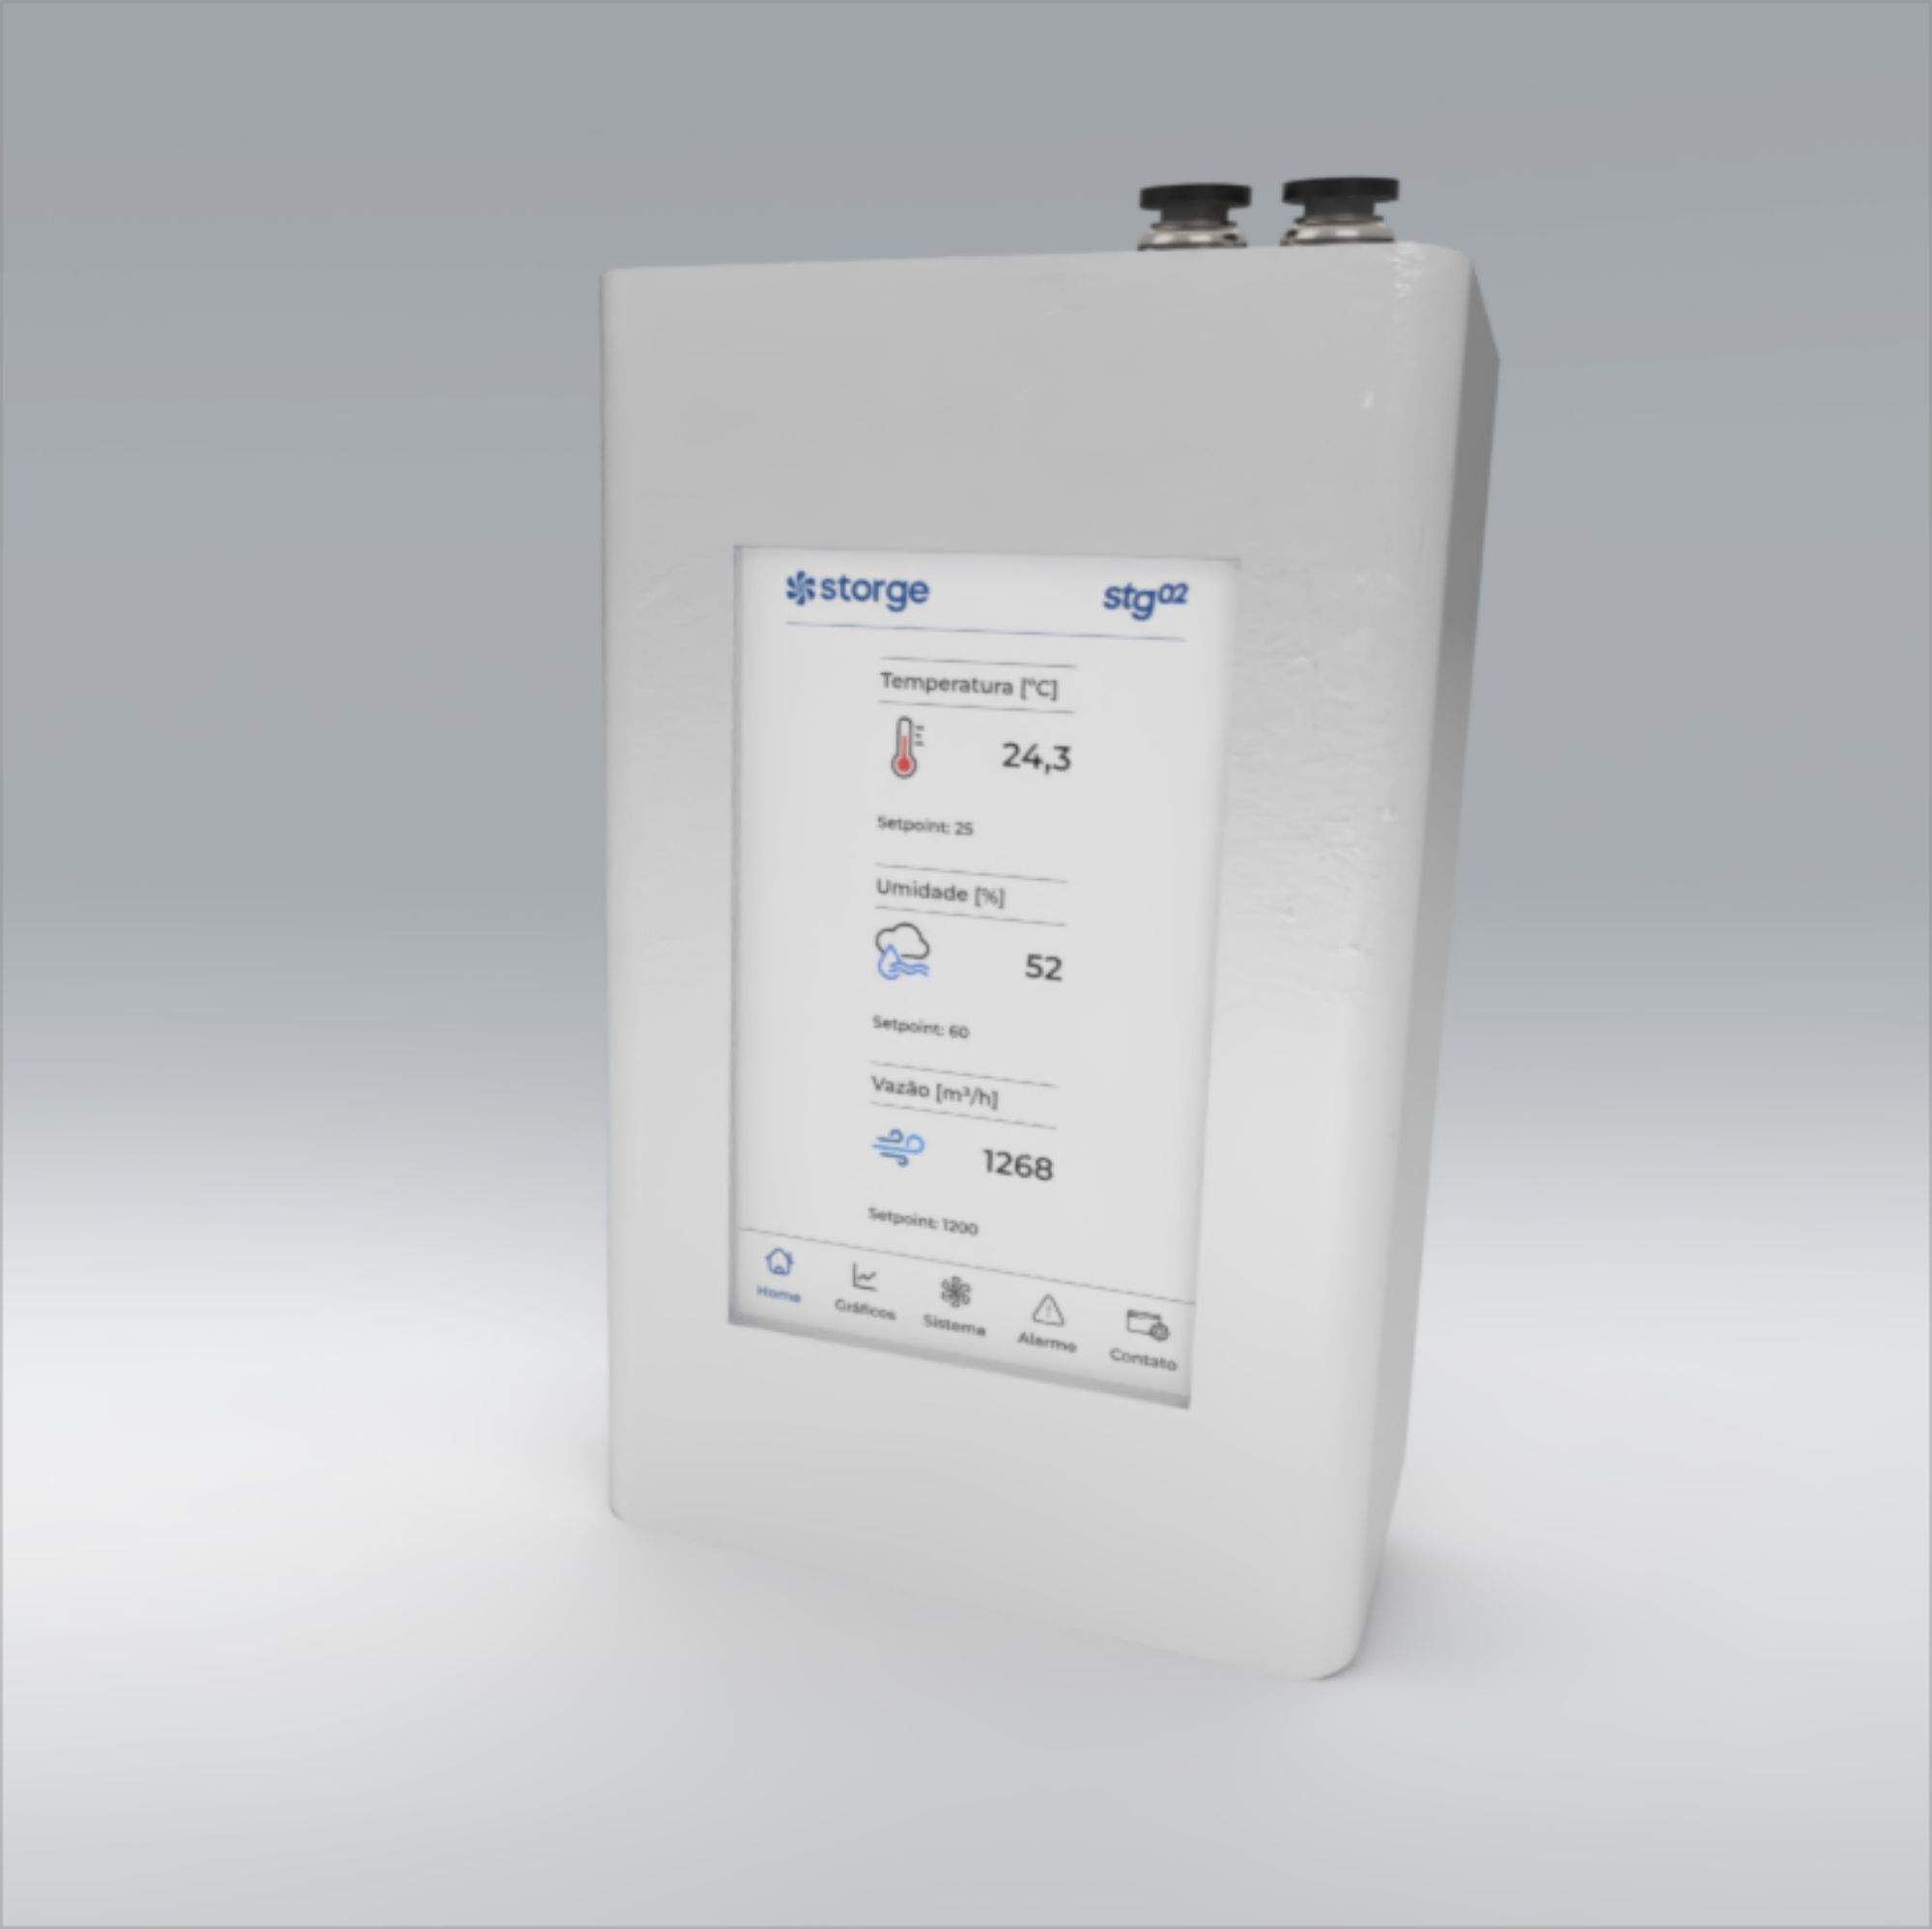 storge stg02
Temperatura [°C]
24,3
Setpoint: 25
Umidade [%]
52
Setpoint: 60
Vazão [m³/h]
1268
Setpoint: 1200
Home Gráficos Sistema Alarme Contato